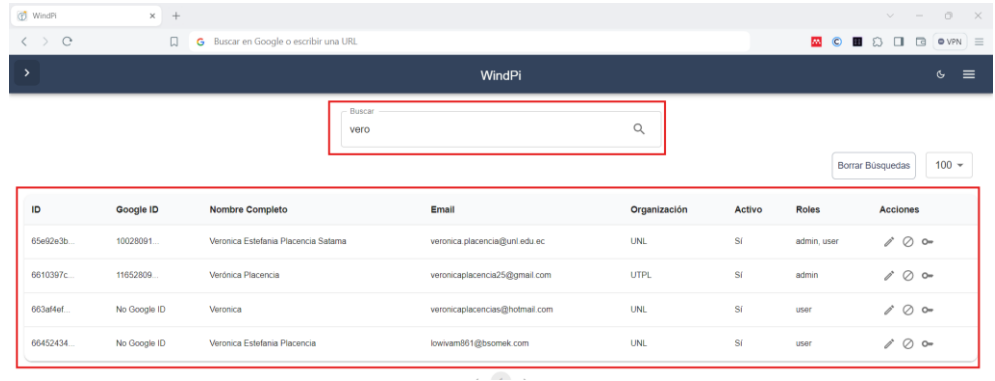 WindPi
Buscar en Google o escribir una URL
VPN
WindPi
Buscar
vero
Borrar Búsquedas
100
ID Google ID Nombre Completo Email Organización Activo Roles Acciones
65e92e3b... 10028091... Veronica Estefania Placencia Satama veronica.placencia@unl.edu.ec UNL Sí admin, user
6610397c... 11652809... Verónica Placencia veronicaplacencia25@gmail.com UTPL Sí admin
663af4ef... No Google ID Veronica veronicaplacencias@hotmail.com UNL Sí user
66452434... No Google ID Veronica Estefania Placencia lowivam861@bsomek.com UNL Sí user